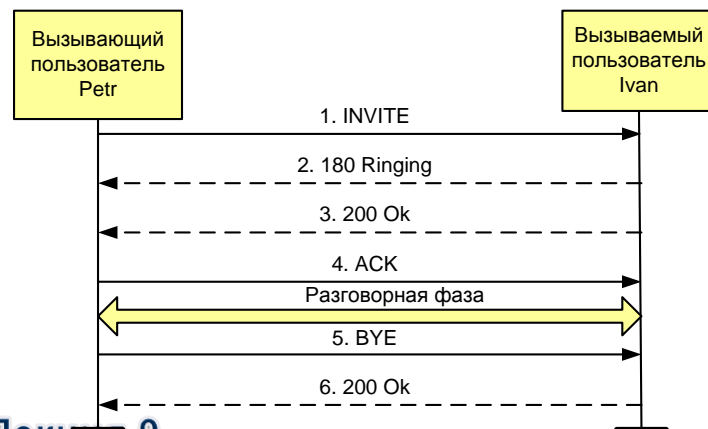 Вызывающий
пользователь
Petr
Вызываемый
пользователь
Ivan
1. INVITE
2. 180 Ringing
3. 200 Ok
4. ACK
Разговорная фаза
5. BYE
6. 200 Ok